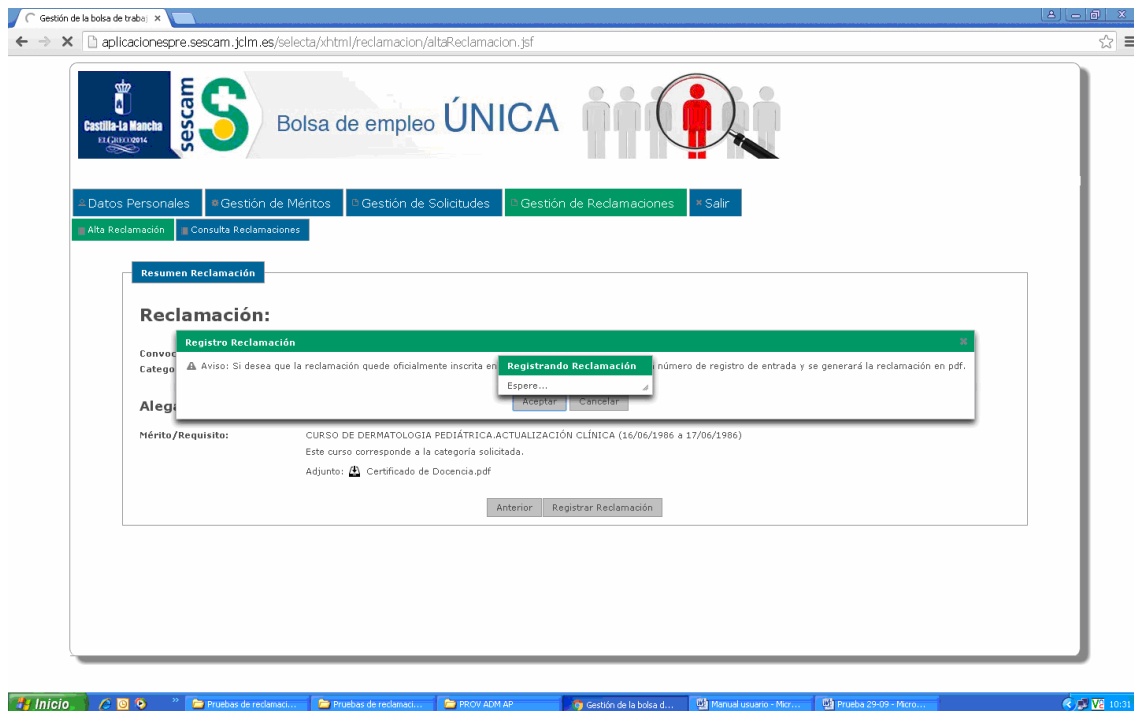 Gestión de la bolsa de traba
aplicacionespre.sescam.jclm.es/selecta/xhtml/reclamacion/altaReclamacion.jsf
Castilla-La Mancha
EL GRECO 2014
sescam
Bolsa de empleo ÚNICA
Datos Personales Gestión de Méritos Gestión de Solicitudes Gestión de Reclamaciones Salir
Alta Reclamación Consulta Reclamaciones
Resumen Reclamación
Reclamación:
Registro Reclamación
Convoc
Aviso: Si desea que la reclamación quede oficialmente inscrita en número de registro de entrada y se generará la reclamación en pdf.
Registrando Reclamación
Catego
Espere...
Aceptar Cancelar
Alega
Mérito/Requisito: CURSO DE DERMATOLOGIA PEDIÁTRICA.ACTUALIZACIÓN CLÍNICA (16/06/1986 a 17/06/1986)
Este curso corresponde a la categoría solicitada.
Adjunto: Certificado de Docencia.pdf
Anterior Registrar Reclamación
Inicio Pruebas de reclamaci... Pruebas de reclamaci... PROV ADM AP Gestión de la bolsa d... Manual usuario - Micr... Prueba 29-09 - Micro... 10:31